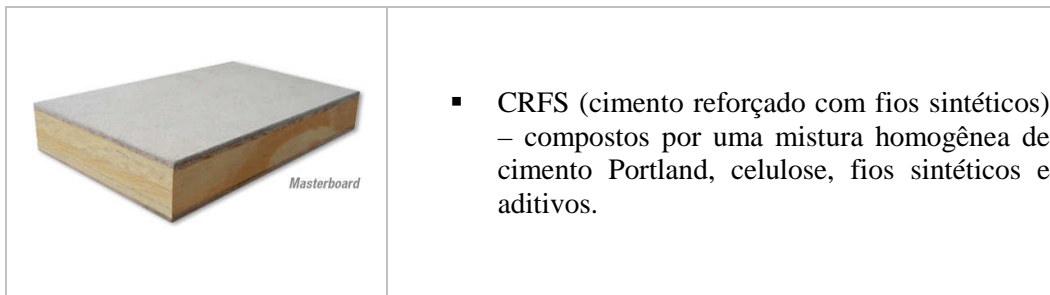 Masterboard
▪ CRFS (cimento reforçado com fios sintéticos)
– compostos por uma mistura homogênea de
cimento Portland, celulose, fios sintéticos e
aditivos.